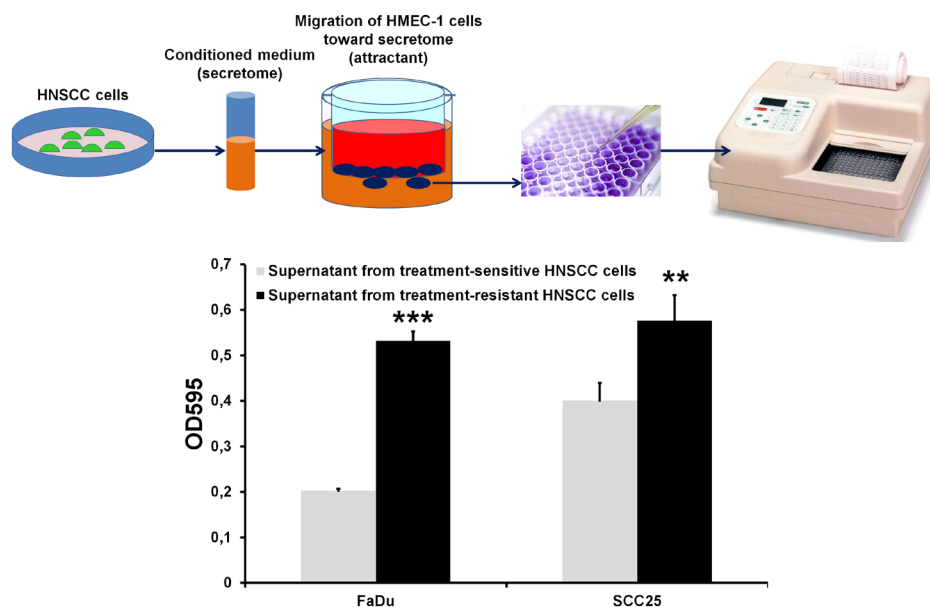 Migration of HMEC-1 cells
toward secretome
(attractant)
Conditioned medium
(secretome)
HNSCC cells
0,7
0,6
0,5
0,4
0,3
0,2
0,1
0
OD595
Supernatant from treatment-sensitive HNSCC cells
Supernatant from treatment-resistant HNSCC cells
***
**
FaDu
SCC25